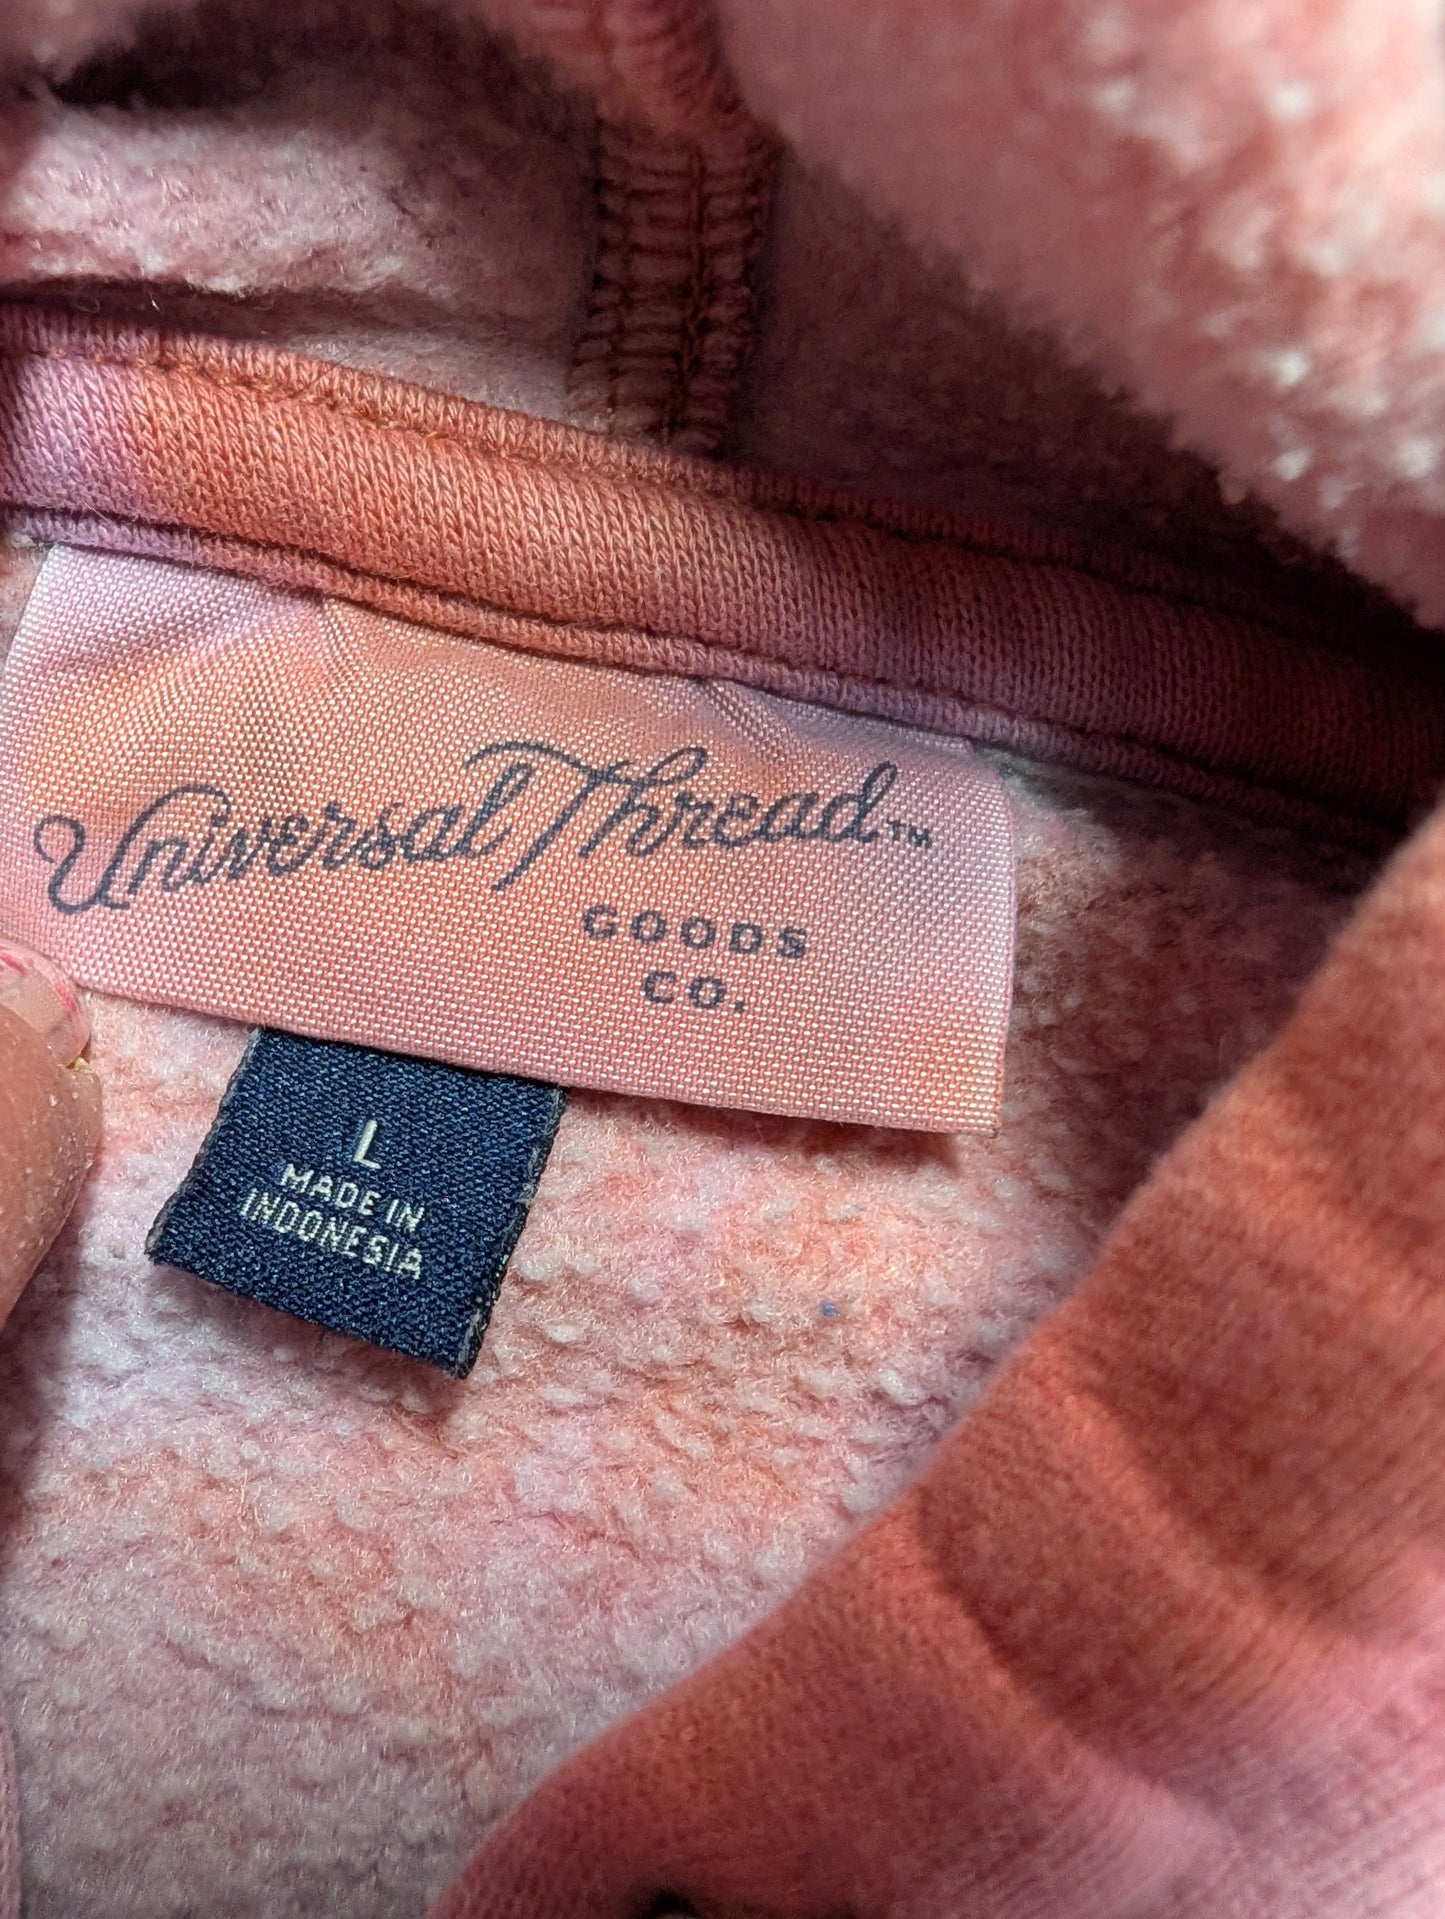 Universal Thread™
GOODS
CO.
L
MADE IN
INDONESIA